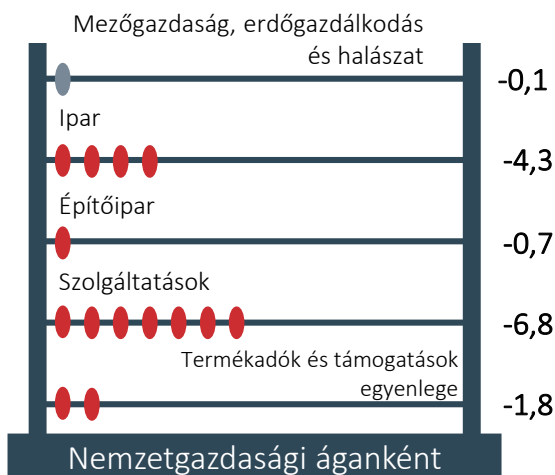 Mezőgazdaság, erdőgazdálkodás
és halászat
-0,1
Ipar
-4,3
Építőipar
-0,7
Szolgáltatások
-6,8
Termékadók és támogatások
egyenlege
-1,8
Nemzetgazdasági áganként